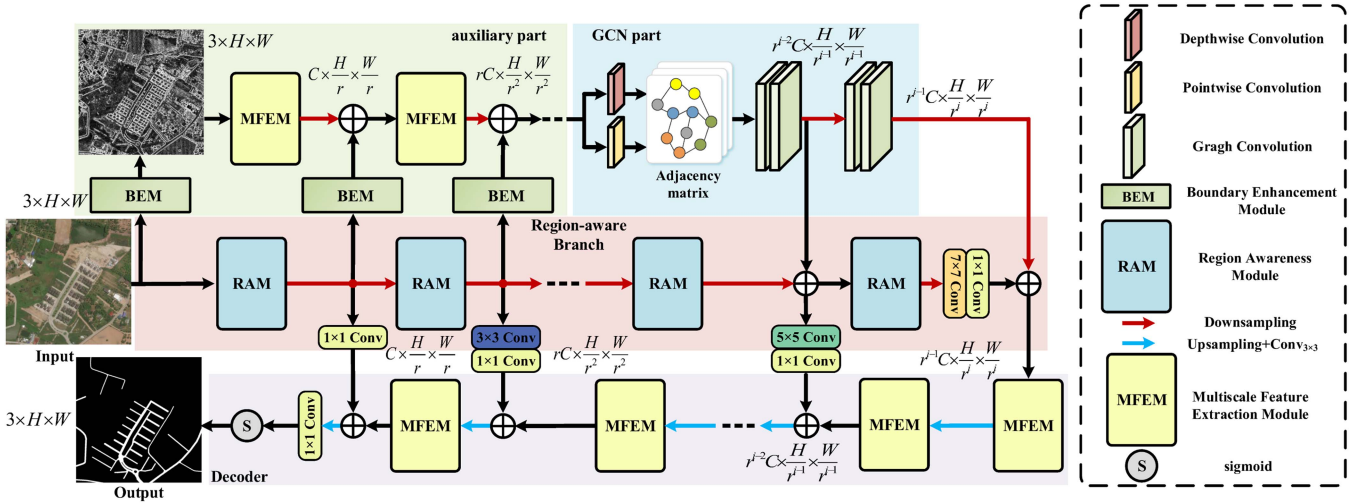 auxiliary part
GCN part
3×H×W
C×H/r×W/r
rC×H/r²×W/r²
r^{i-2}C×H/r^{i-1}×W/r^{i-1}
r^{i-1}C×H/r^i×W/r^i
MFEM
MFEM
Adjacency
matrix
3×H×W
BEM
BEM
BEM
Region-aware
Branch
RAM
RAM
RAM
RAM
7×7 Conv
1×1 Conv
Input
1×1 Conv
3×3 Conv
1×1 Conv
5×5 Conv
1×1 Conv
C×H/r×W/r
rC×H/r²×W/r²
r^{i-1}C×H/r^i×W/r^i
3×H×W
S
1×1 Conv
MFEM
MFEM
MFEM
MFEM
r^{i-2}C×H/r^{i-1}×W/r^{i-1}
Output
Decoder
Depthwise Convolution
Pointwise Convolution
Gragh Convolution
BEM
Boundary Enhancement
Module
RAM
Region Awareness
Module
Downsampling
Upsampling+Conv₃ₓ₃
MFEM
Multiscale Feature
Extraction Module
S
sigmoid